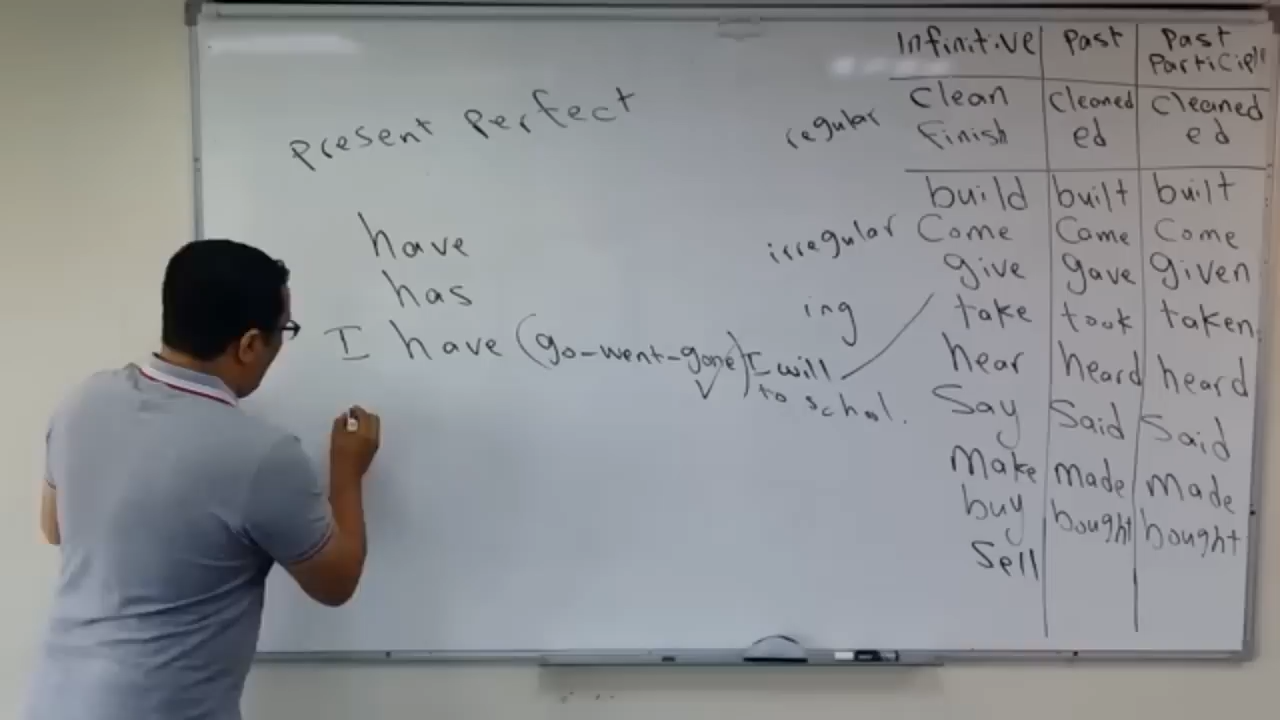 present perfect
have
has
I have (go-went-gone) I will
to schol.
regular
irregular
ing
Infinitive Past Past Participle
Clean Cleaned Cleaned
Finish ed ed
build built built
Come Came Come
give gave given
take took taken
hear heard heard
Say Said Said
Make Made Made
buy bought bought
Sell